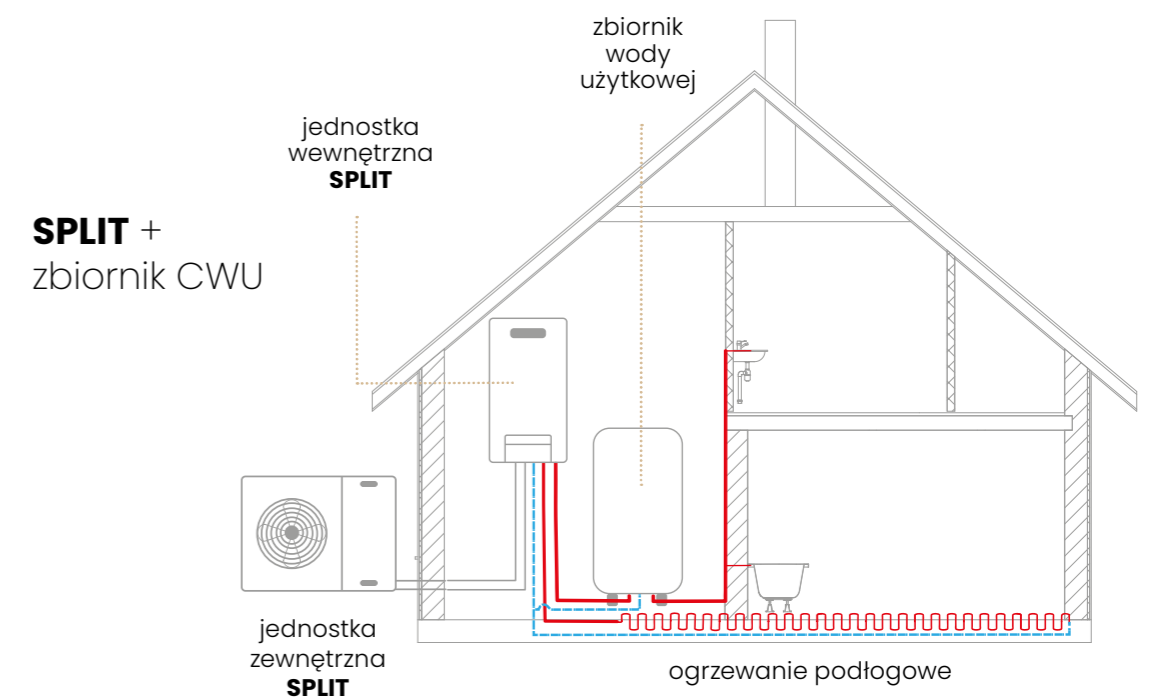 zbiornik
wody
użytkowej
jednostka
wewnętrzna
SPLIT
SPLIT +
zbiornik CWU
jednostka
zewnętrzna
SPLIT
ogrzewanie podłogowe